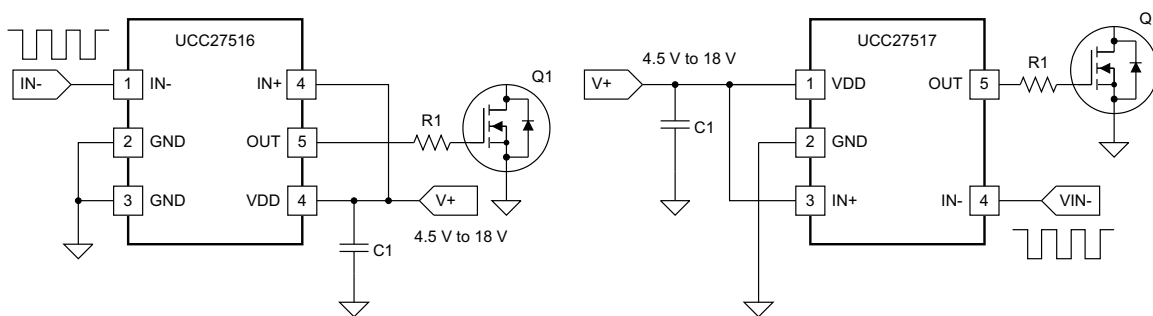 UCC27516
IN-
1
IN-
IN+
4
2
GND
OUT
5
R1
Q1
3
GND
VDD
4
V+
4.5 V to 18 V
C1
UCC27517
4.5 V to 18 V
V+
1
VDD
OUT
5
R1
Q
C1
2
GND
3
IN+
IN-
4
VIN-